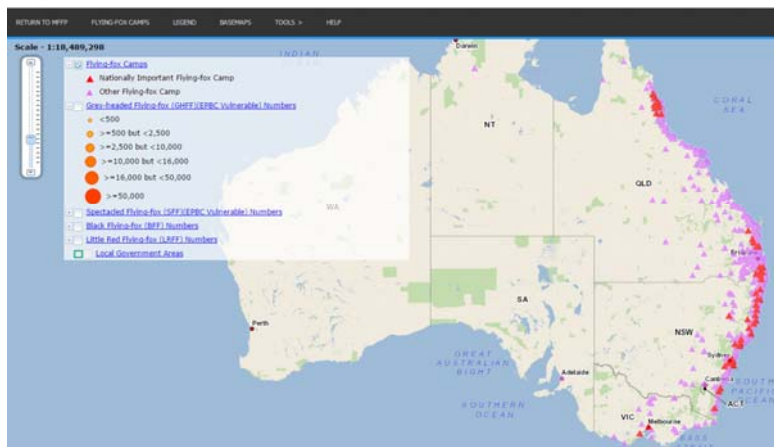 RETURN TO MFFP FLYING-FOX CAMPS LEGEND BASEMAPS TOOLS > HELP
Scale - 1:18,489,298
INDIAN
Darwin
Flying-fox Camps
Nationally Important Flying-fox Camp
Other Flying-fox Camp
Grey-headed Flying-fox (GHFF)(EPBC Vulnerable) Numbers
<500
>=500 but <2,500
>=2,500 but <10,000
>=10,000 but <16,000
>=16,000 but <50,000
>=50,000
Spectacled Flying-fox (SFF)(EPBC Vulnerable) Numbers
Black Flying-fox (BFF) Numbers
Little Red Flying-fox (LRFF) Numbers
Local Government Areas
CORAL
SEA
NT
QLD
WA
SA
NSW
Perth
GREAT
AUSTRALIAN
BIGHT
Adelaide
Sydney
Canberra
SOUTH
PACIFIC
OCEAN
ACT
SOUTHERN
OCEAN
VIC
Melbourne
BASS